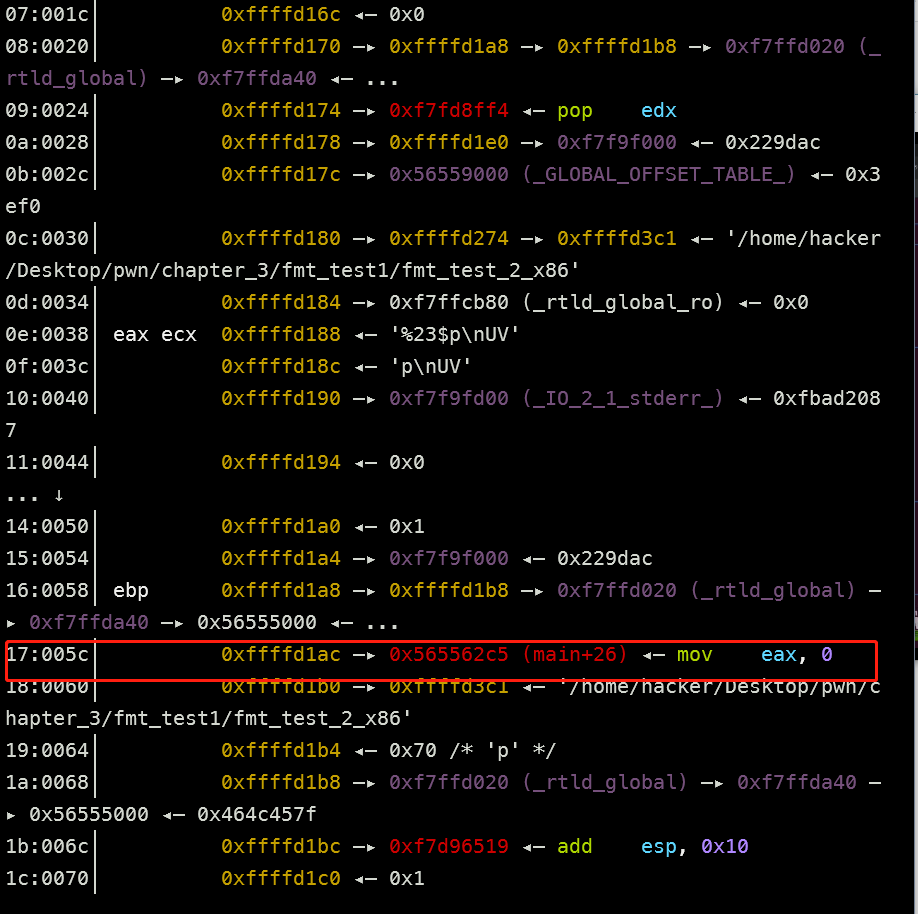 07:001c│ 0xffffd16c ◂— 0x0
08:0020│ 0xffffd170 —▸ 0xffffd1a8 —▸ 0xffffd1b8 —▸ 0xf7ffd020 (_
rtld_global) —▸ 0xf7ffda40 ◂— ...
09:0024│ 0xffffd174 —▸ 0xf7fd8ff4 ◂— pop edx
0a:0028│ 0xffffd178 —▸ 0xffffd1e0 —▸ 0xf7f9f000 ◂— 0x229dac
0b:002c│ 0xffffd17c —▸ 0x56559000 (_GLOBAL_OFFSET_TABLE_) ◂— 0x3
ef0
0c:0030│ 0xffffd180 —▸ 0xffffd274 —▸ 0xffffd3c1 ◂— '/home/hacker
/Desktop/pwn/chapter_3/fmt_test1/fmt_test_2_x86'
0d:0034│ 0xffffd184 —▸ 0xf7ffcb80 (_rtld_global_ro) ◂— 0x0
0e:0038│ eax ecx 0xffffd188 ◂— '%23$p\nUV'
0f:003c│ 0xffffd18c ◂— 'p\nUV'
10:0040│ 0xffffd190 —▸ 0xf7f9fd00 (_IO_2_1_stderr_) ◂— 0xfbad208
7
11:0044│ 0xffffd194 ◂— 0x0
... ↓
14:0050│ 0xffffd1a0 ◂— 0x1
15:0054│ 0xffffd1a4 —▸ 0xf7f9f000 ◂— 0x229dac
16:0058│ ebp 0xffffd1a8 —▸ 0xffffd1b8 —▸ 0xf7ffd020 (_rtld_global) —
▸ 0xf7ffda40 —▸ 0x56555000 ◂— ...
17:005c│ 0xffffd1ac —▸ 0x565562c5 (main+26) ◂— mov eax, 0
18:0060│ 0xffffd1b0 —▸ 0xffffd3c1 ◂— '/home/hacker/Desktop/pwn/c
hapter_3/fmt_test1/fmt_test_2_x86'
19:0064│ 0xffffd1b4 ◂— 0x70 /* 'p' */
1a:0068│ 0xffffd1b8 —▸ 0xf7ffd020 (_rtld_global) —▸ 0xf7ffda40 —
▸ 0x56555000 ◂— 0x464c457f
1b:006c│ 0xffffd1bc —▸ 0xf7d96519 ◂— add esp, 0x10
1c:0070│ 0xffffd1c0 ◂— 0x1